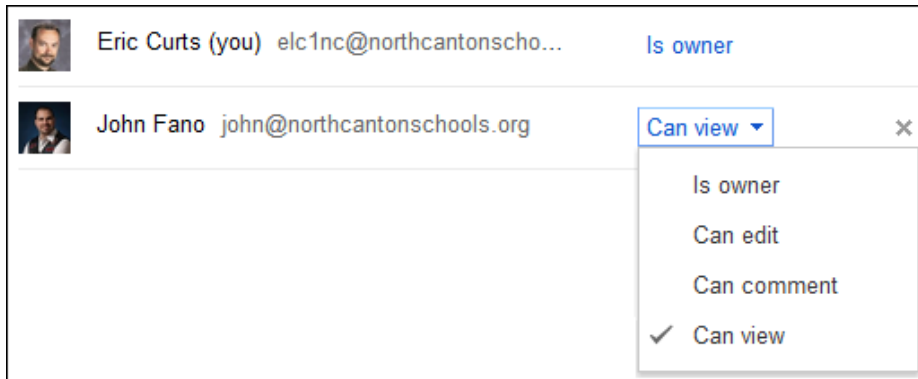 Eric Curts (you) elc1nc@northcantonscho... Is owner
John Fano john@northcantonschools.org Can view
Is owner
Can edit
Can comment
Can view